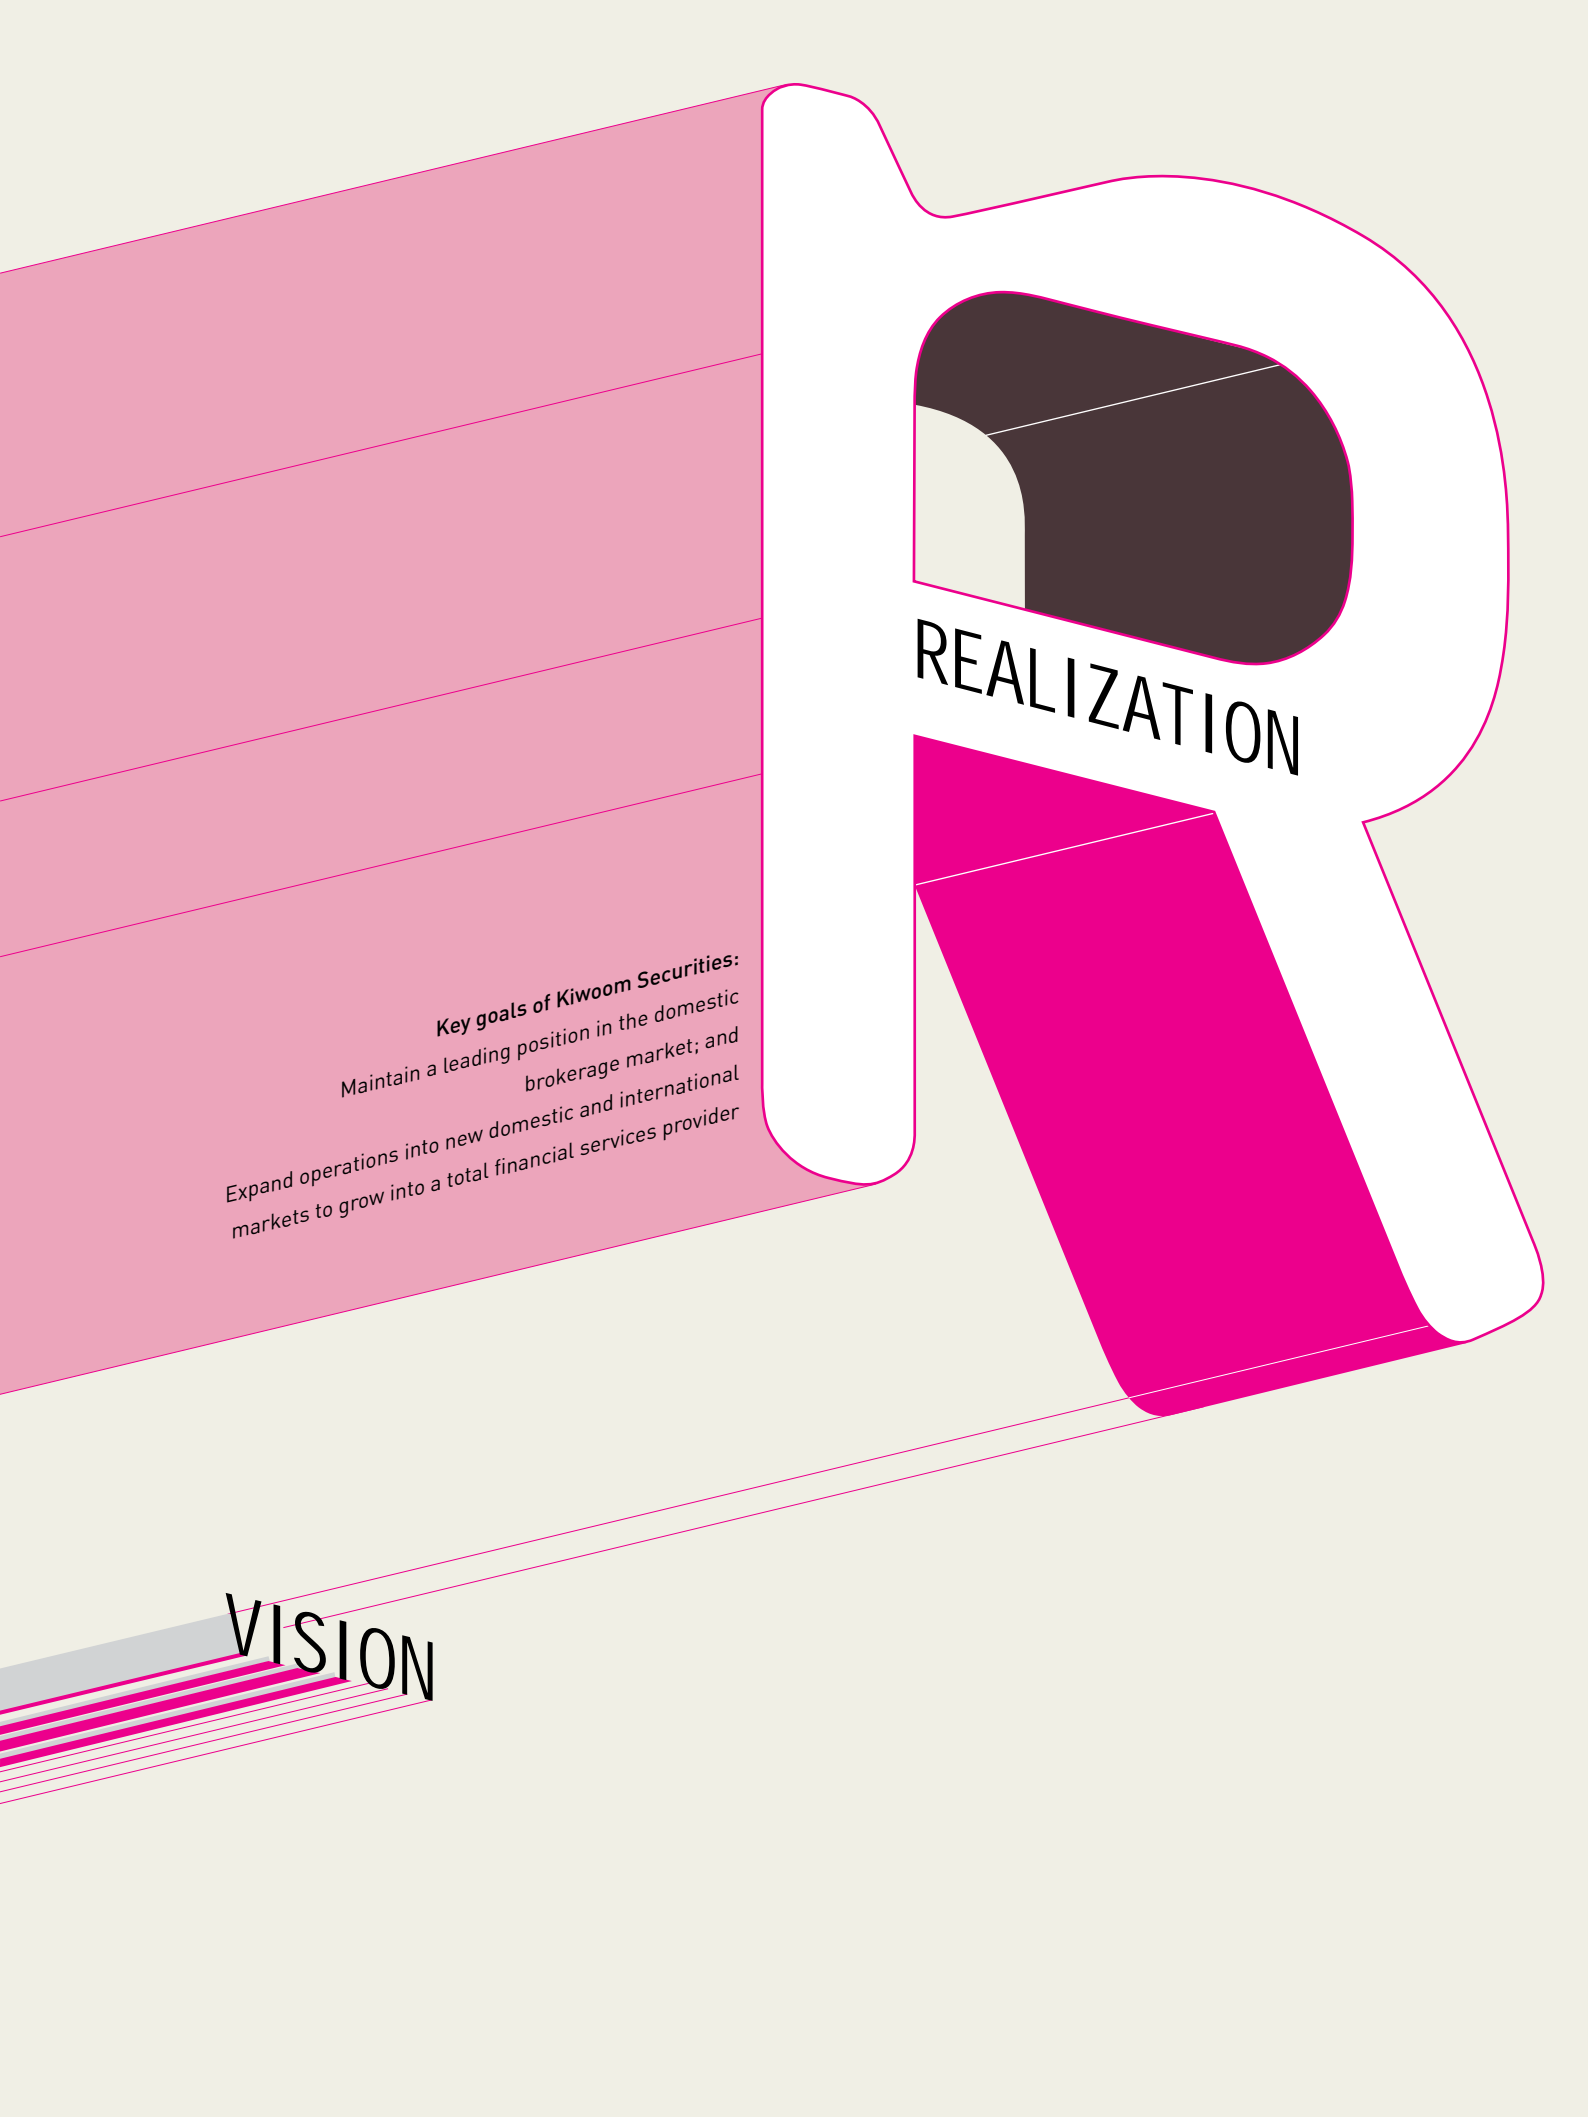 R
REALIZATION
Key goals of Kiwoom Securities:
Maintain a leading position in the domestic
brokerage market; and
Expand operations into new domestic and international
markets to grow into a total financial services provider
VISION